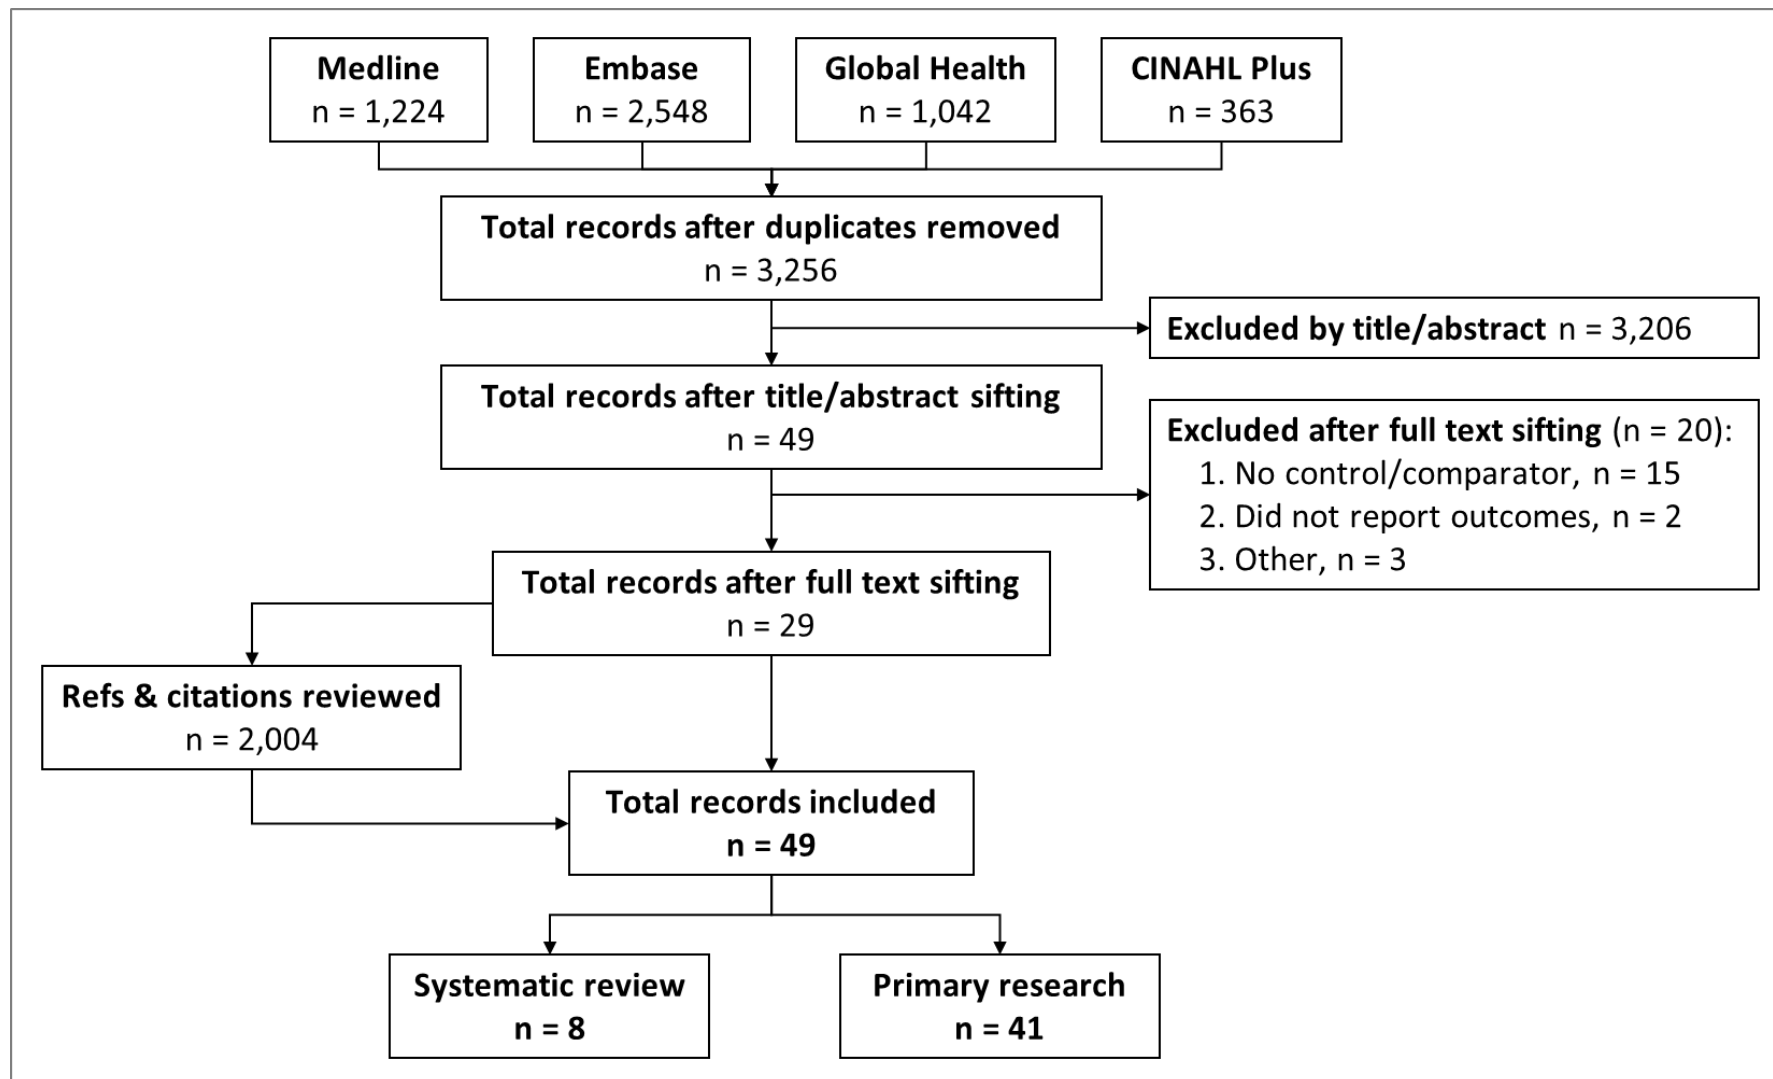 Medline
n = 1,224
Embase
n = 2,548
Global Health
n = 1,042
CINAHL Plus
n = 363
Total records after duplicates removed
n = 3,256
Excluded by title/abstract n = 3,206
Total records after title/abstract sifting
n = 49
Excluded after full text sifting (n = 20):
1. No control/comparator, n = 15
2. Did not report outcomes, n = 2
3. Other, n = 3
Total records after full text sifting
n = 29
Refs & citations reviewed
n = 2,004
Total records included
n = 49
Systematic review
n = 8
Primary research
n = 41